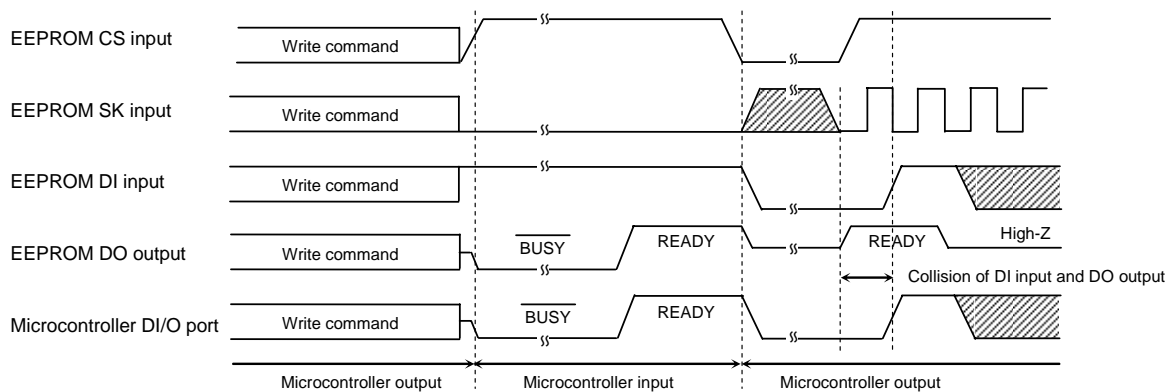 EEPROM CS input
Write command
EEPROM SK input
Write command
EEPROM DI input
Write command
EEPROM DO output
Write command
BUSY
READY
READY
High-Z
Collision of DI input and DO output
Microcontroller DI/O port
Write command
BUSY
READY
Microcontroller output
Microcontroller input
Microcontroller output